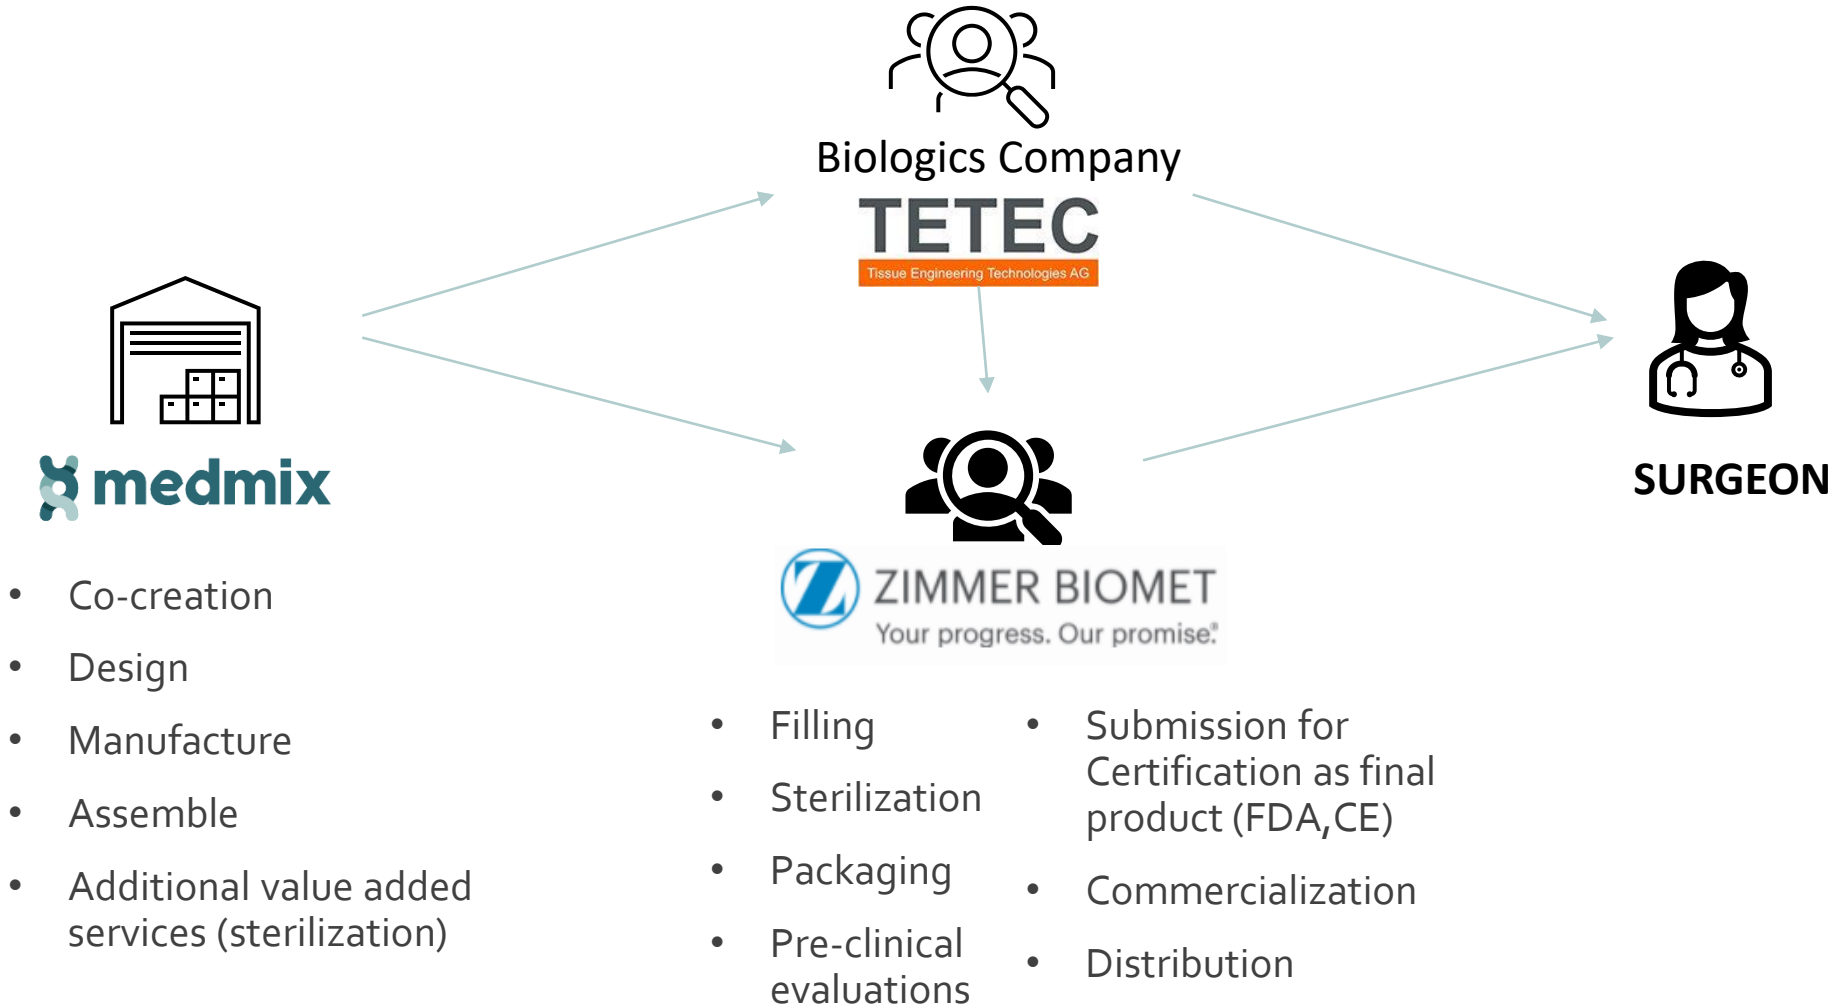 Biologics Company
TETEC
Tissue Engineering Technologies AG
medmix
SURGEON
ZIMMER BIOMET
Your progress. Our promise.®
• Co-creation
• Design
• Manufacture
• Assemble
• Additional value added
services (sterilization)
• Filling
• Sterilization
• Packaging
• Pre-clinical
evaluations
• Submission for
Certification as final
product (FDA,CE)
• Commercialization
• Distribution